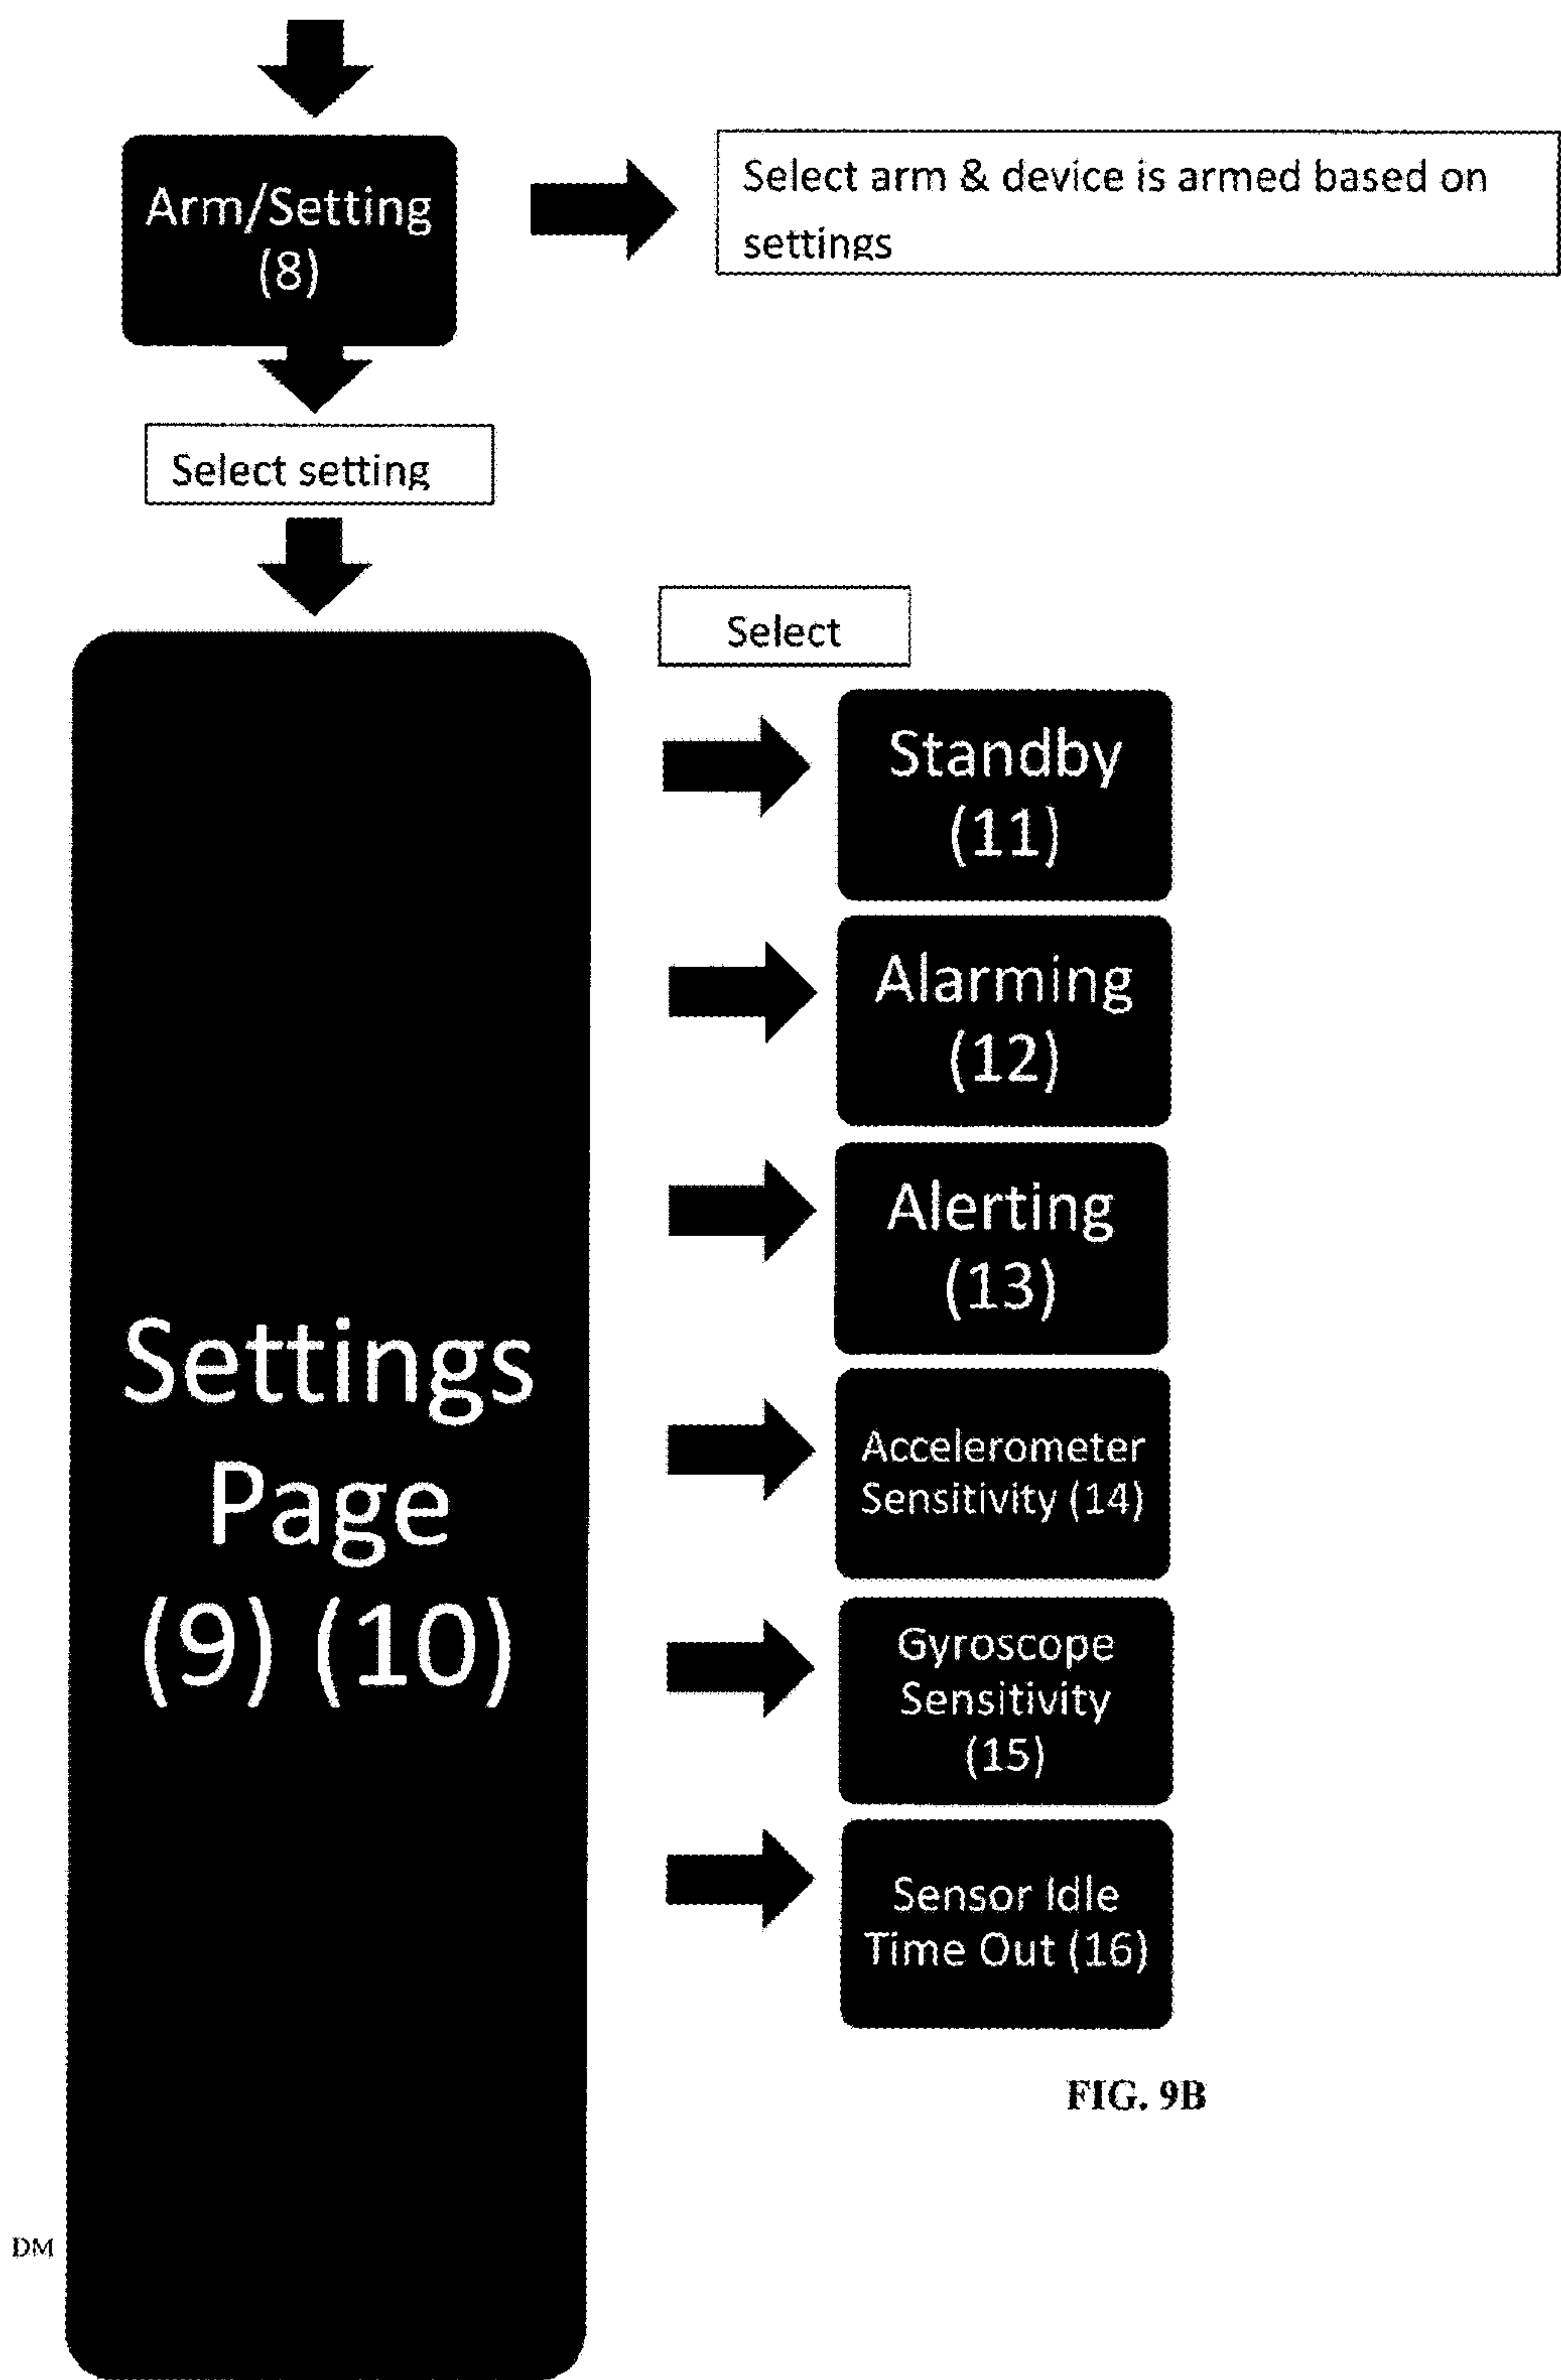 Arm/Setting
(8)
Select arm & device is armed based on
settings
Select setting
Select
Settings
Page
(9) (10)
Standby
(11)
Alarming
(12)
Alerting
(13)
Accelerometer
Sensitivity (14)
Gyroscope
Sensitivity
(15)
Sensor Idle
Time Out (16)
FIG. 9B
DM